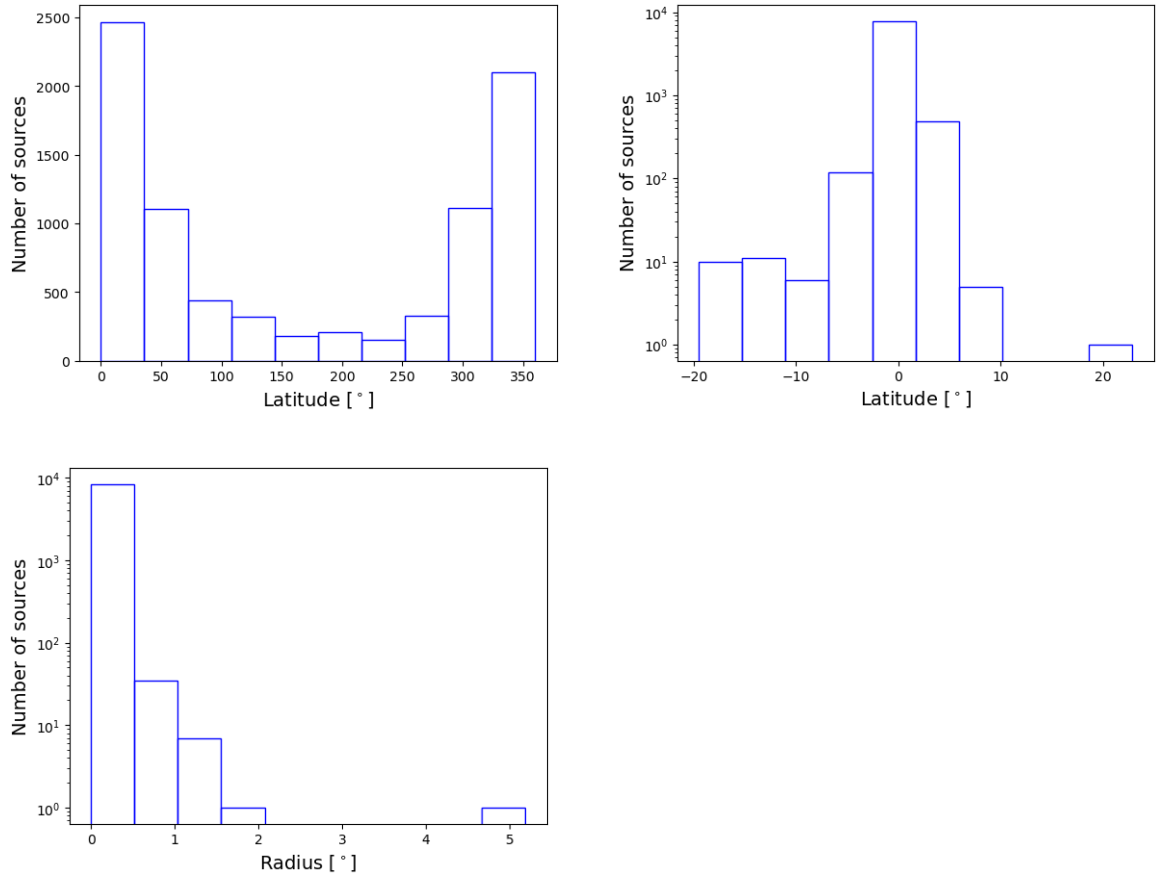 2500
2000
1500
1000
500
0
Number of sources
0 50 100 150 200 250 300 350
Latitude [°]
10⁴
10³
10²
10¹
10⁰
Number of sources
−20 −10 0 10 20
Latitude [°]
10⁴
10³
10²
10¹
10⁰
Number of sources
0 1 2 3 4 5
Radius [°]